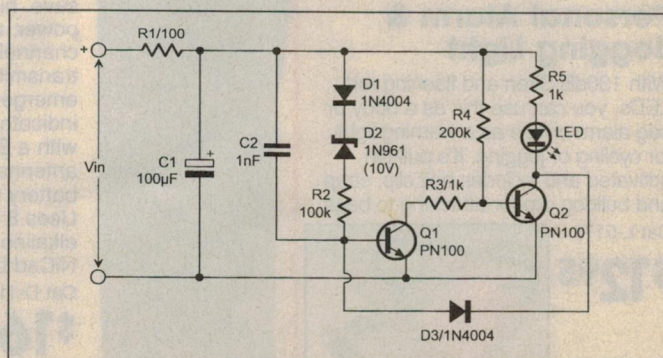 R1/100
+
D1
1N4004
R5
1k
R4
200k
LED
D2
1N961
(10V)
C2
1nF
+
C1
100µF
Vin
R2
100k
R3/1k
Q1
PN100
Q2
PN100
D3/1N4004